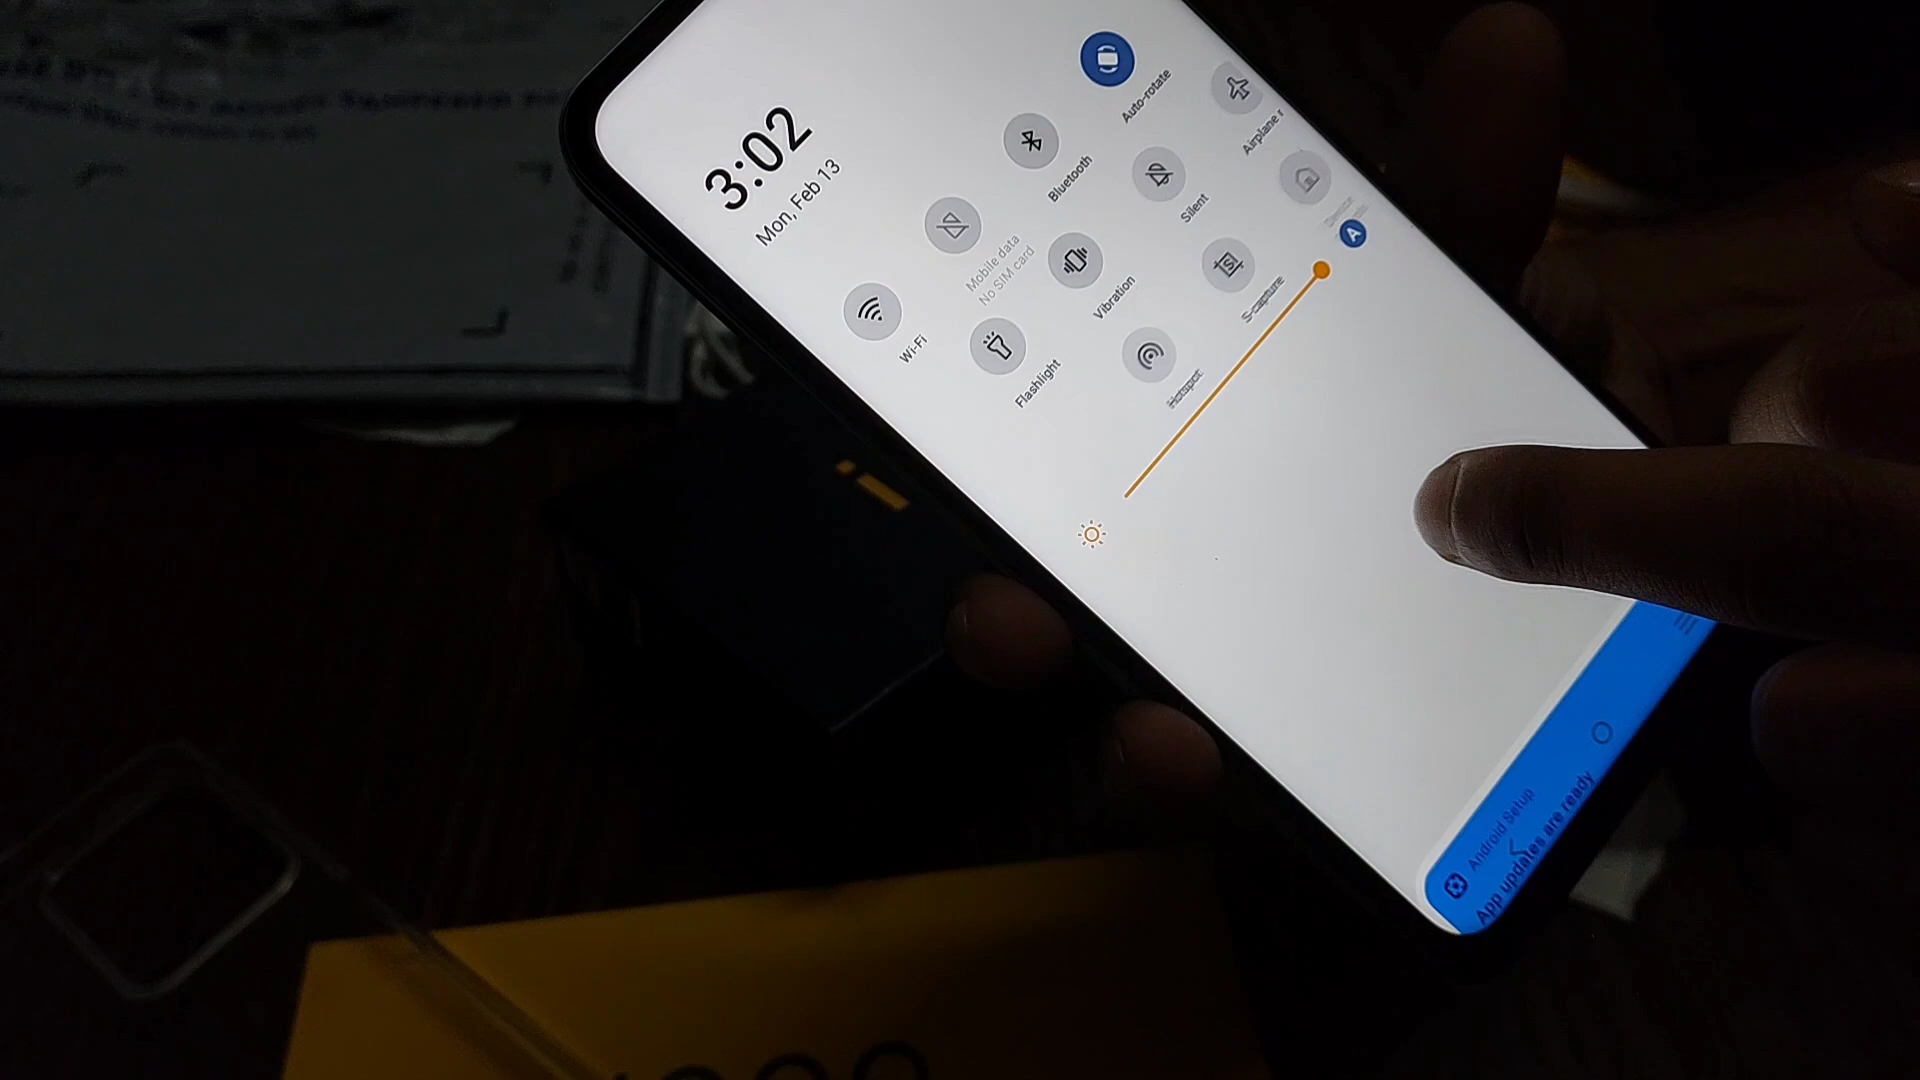 3:02
Mon, Feb 13
Wi-Fi
Mobile data
No SIM card
Bluetooth
Auto-rotate
Flashlight
Vibration
Silent
Airplane
Hotspot
S-capture
A
Android Setup
App updates are ready